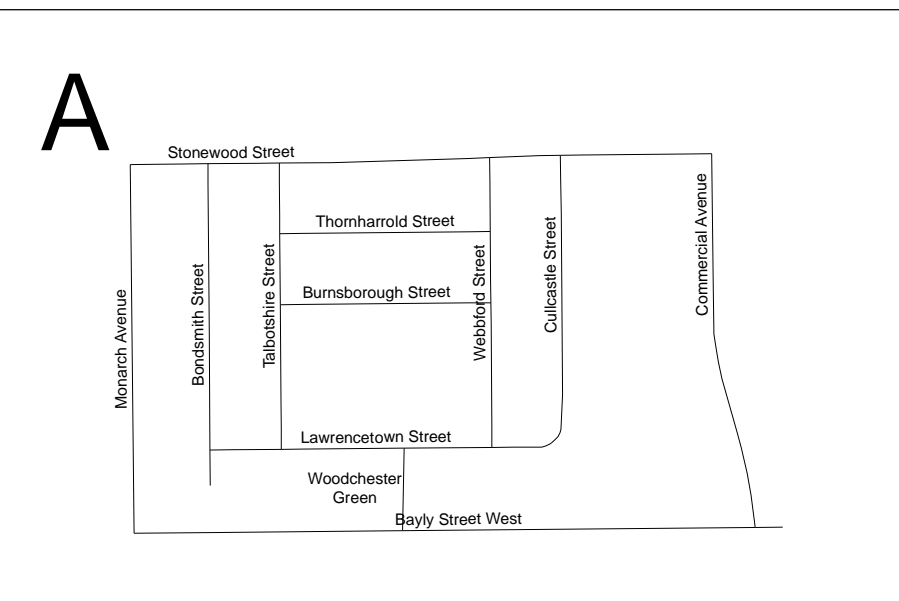 A
Stonewood Street
Thornharrold Street
Burnsborough Street
Lawrencetown Street
Woodchester
Green
Bayly Street West
Monarch Avenue
Bondsmith Street
Talbotshire Street
Webbford Street
Cullcastle Street
Commercial Avenue